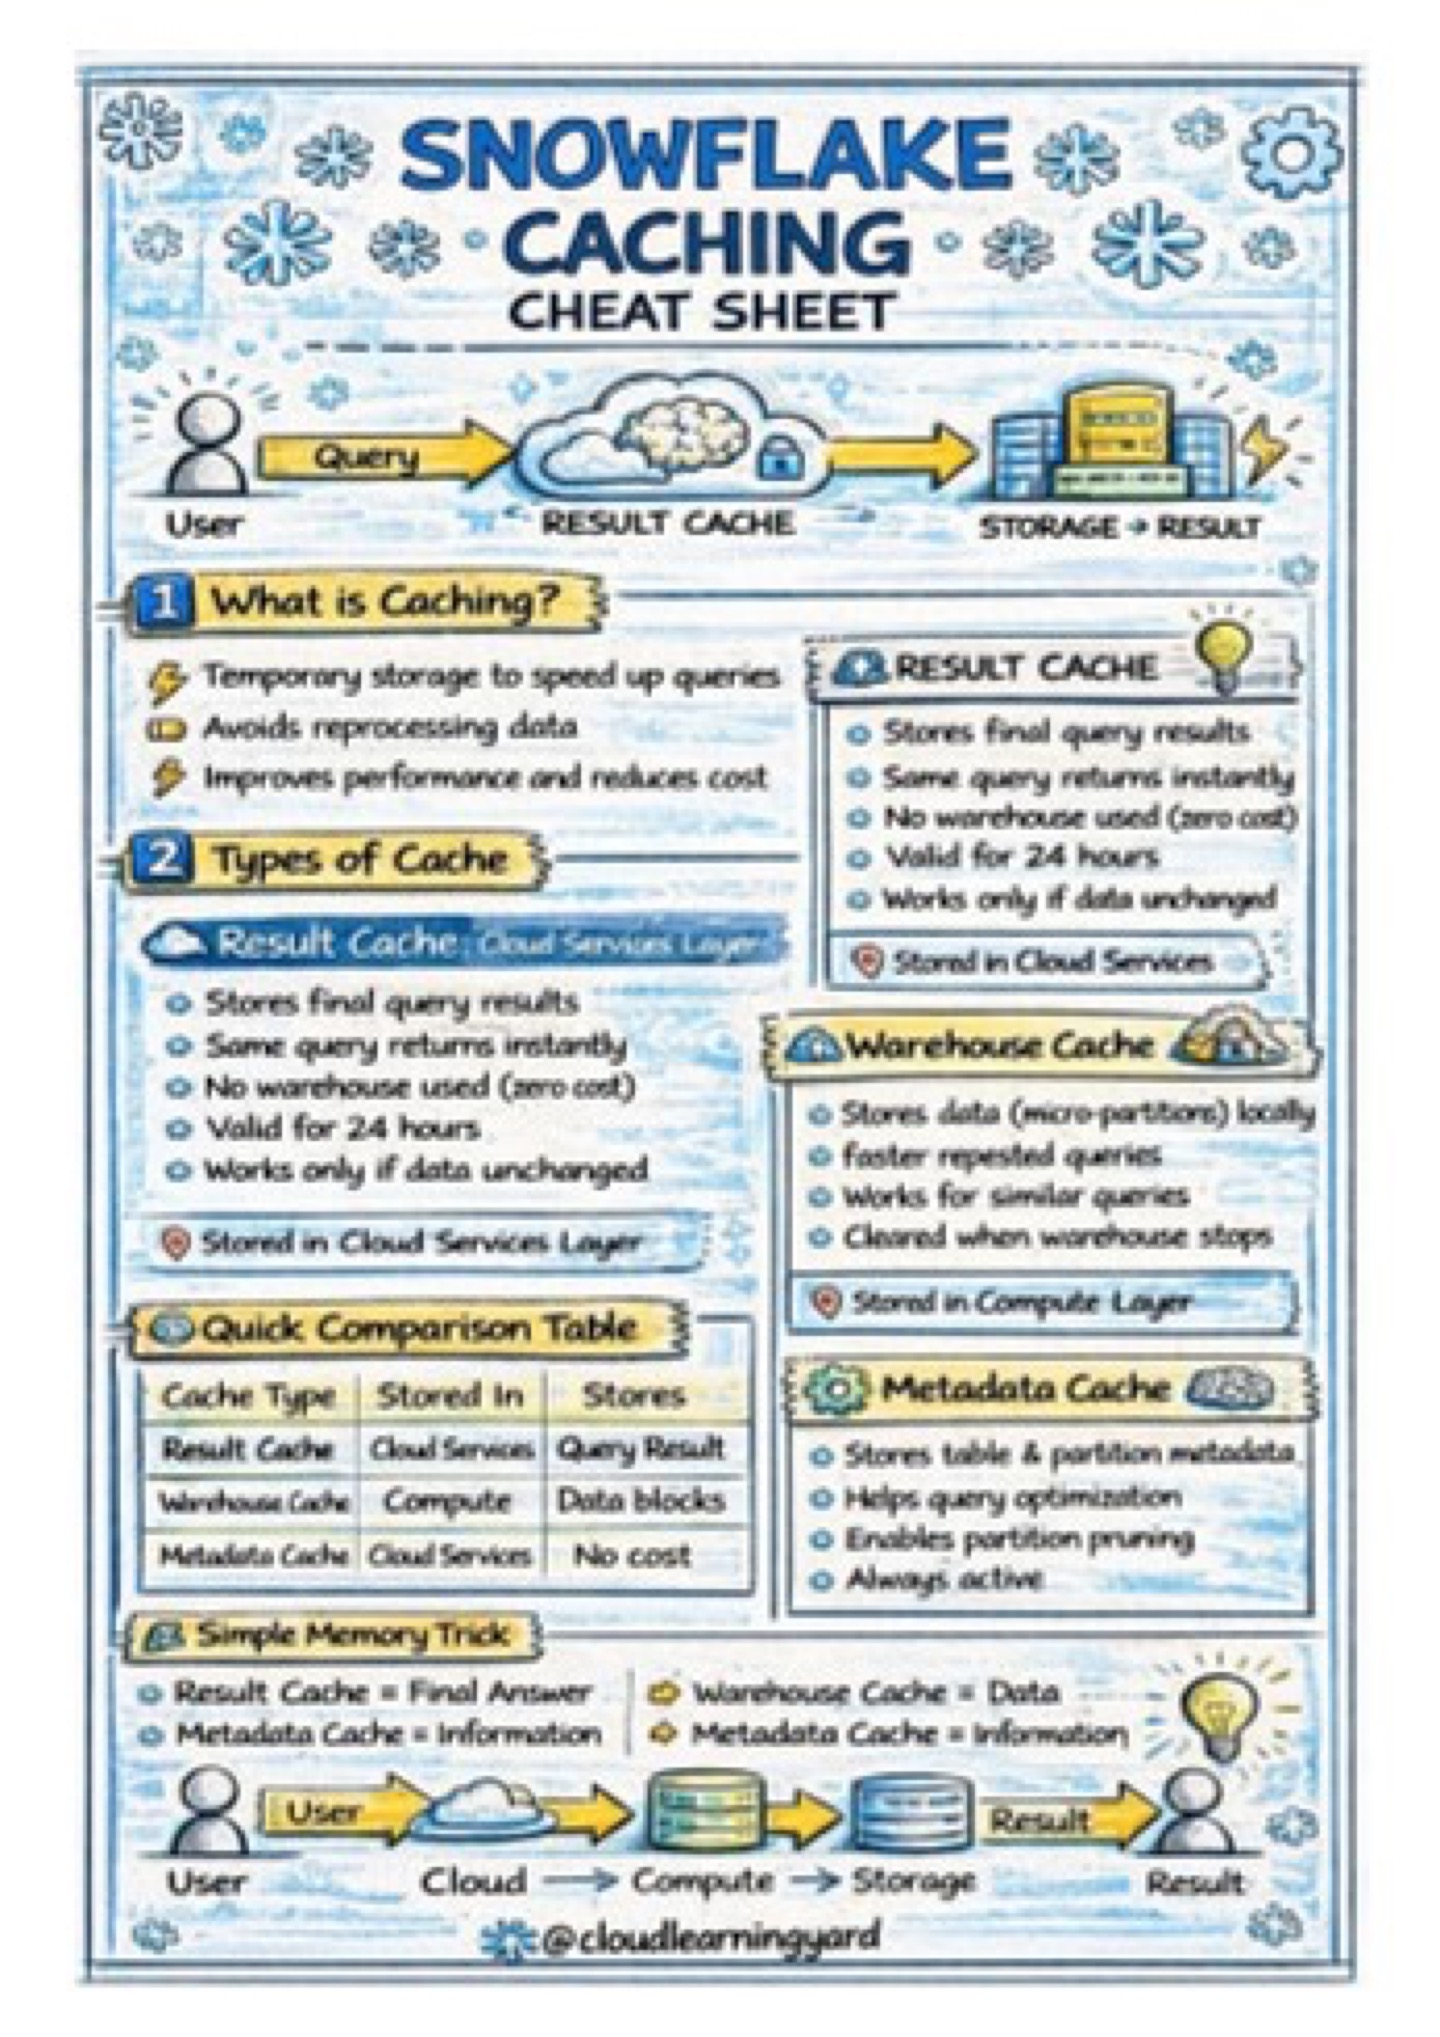 SNOWFLAKE
CACHING
CHEAT SHEET
Query
User
RESULT CACHE
STORAGE → RESULT
1 What is Caching?
Temporary storage to speed up queries
Avoids reprocessing data
Improves performance and reduces cost
2 Types of Cache
Result Cache: Cloud Services Layer
Stores final query results
Same query returns instantly
No warehouse used (zero cost)
Valid for 24 hours
Works only if data unchanged
Stored in Cloud Services Layer
RESULT CACHE
Stores final query results
Same query returns instantly
No warehouse used (zero cost)
Valid for 24 hours
Works only if data unchanged
Stored in Cloud Services
Warehouse Cache
Stores data (micro-partitions) locally
faster repested queries
Works for similar queries
Cleared when warehouse stops
Stored in Compute Layer
Quick Comparison Table
Cache Type Stored In Stores
Result Cache Cloud Services Query Result
Warehouse Cache Compute Data blocks
Metadata Cache Cloud Services No cost
Metadata Cache
Stores table & partition metadata
Helps query optimization
Enables partition pruning
Always active
Simple Memory Trick
Result Cache = Final Answer
Metadata Cache = Information
Warehouse Cache = Data
Metadata Cache = Information
User
Result
User
Cloud → Compute → Storage
Result
@cloudlearningyard